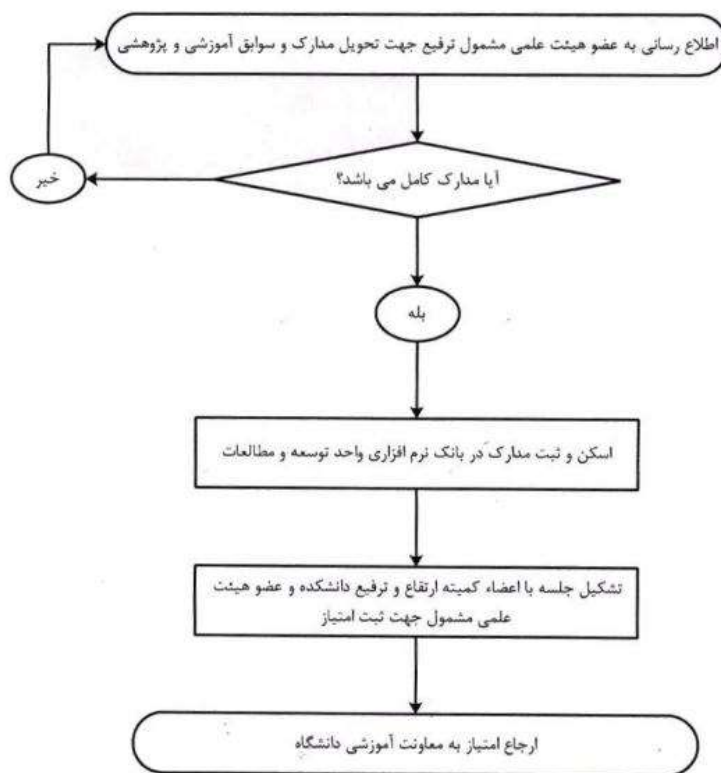 اطلاع رسانی به عضو هیئت علمی مشمول ترفیع جهت تحویل مدارک و سوابق آموزشی و پژوهشی
آیا مدارک کامل می باشد؟
خیر
بله
اسکن و ثبت مدارک در بانک نرم افزاری واحد توسعه و مطالعات
تشکیل جلسه با اعضاء کمیته ارتقاع و ترفیع دانشکده و عضو هیئت
علمی مشمول جهت ثبت امتیاز
ارجاع امتیاز به معاونت آموزشی دانشگاه